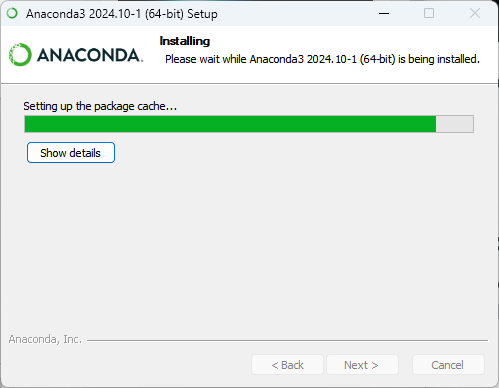 Anaconda3 2024.10-1 (64-bit) Setup
ANACONDA.
Installing
Please wait while Anaconda3 2024.10-1 (64-bit) is being installed.
Setting up the package cache...
Show details
Anaconda, Inc.
< Back
Next >
Cancel